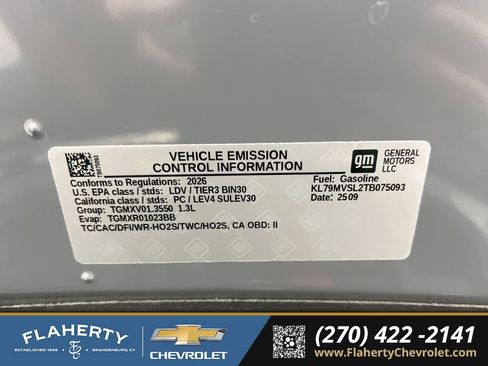 TB075093
VEHICLE EMISSION
CONTROL INFORMATION
Conforms to Regulations: 2026
U.S. EPA class / stds: LDV / TIER3 BIN30
California class / stds: PC / LEV4 SULEV30
Group: TGMXV01.3550 1.3L
Evap: TGMXR01023BB
TC/CAC/DFI/WR-HO2S/TWC/HO2S, CA OBD: II
gm
GENERAL
MOTORS
LLC
Fuel: Gasoline
KL79MVSL2TB075093
Date: 2509
FLAHERTY
ESTABLISHED 1996
BRANDENBURG, KY
CHEVROLET
(270) 422 -2141
www.FlahertyChevrolet.com